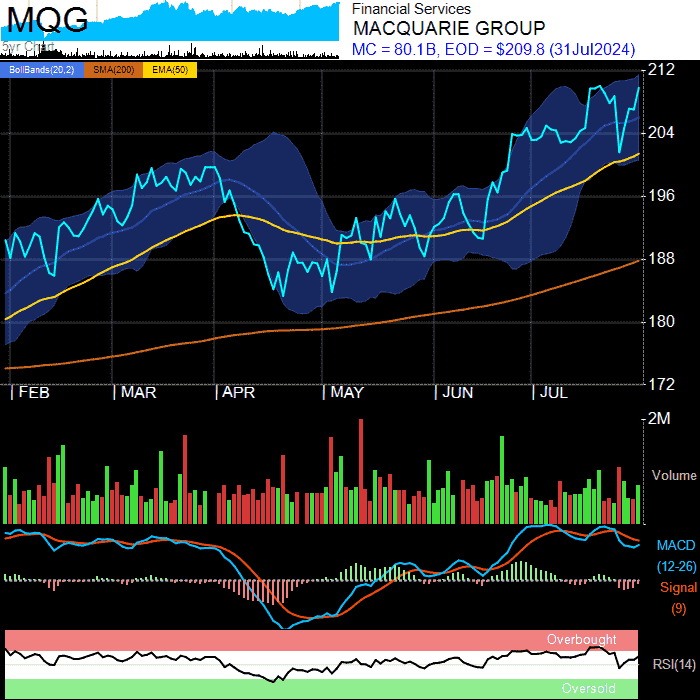 MQG
5yr Chart
Financial Services
MACQUARIE GROUP
MC = 80.1B, EOD = $209.8 (31Jul2024)
BollBands(20,2) SMA(200) EMA(50)
212
204
196
188
180
172
FEB MAR APR MAY JUN JUL
2M
Volume
MACD
(12-26)
Signal
(9)
Overbought
RSI(14)
Oversold